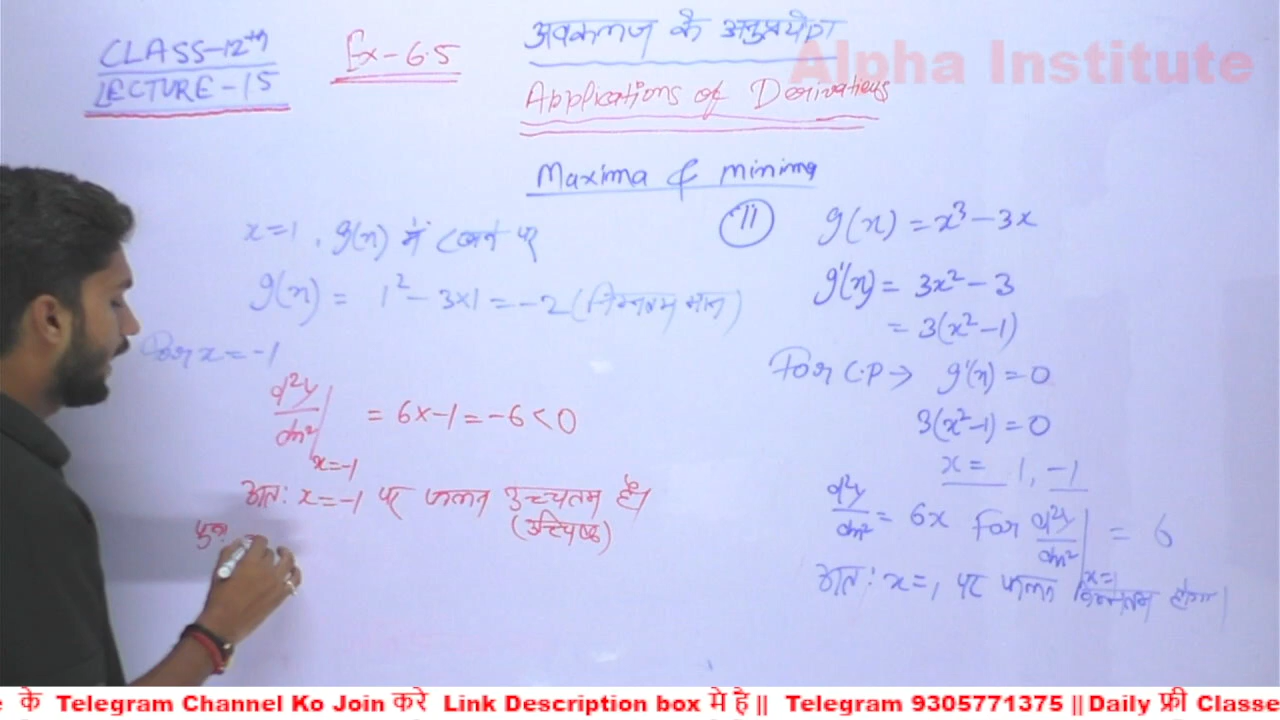 CLASS-12th
LECTURE-15
Ex-6.5
अवकलज के अनुप्रयोग
Alpha Institute
Applications of Derivatives
Maxima & minima
(11) g(x) = x³-3x
g'(x) = 3x²-3
= 3(x²-1)
For C.P → g'(x) = 0
3(x²-1) = 0
x = 1, -1
d²y/dx² = 6x For d²y/dx²|x=1 = 6
अतः x=1 पर फलन निम्नतम होगा।
x=1, g(x) में रखने पर
g(x) = 1²-3×1 = -2 (निम्नतम मान)
For x = -1
d²y/dx²|x=-1 = 6×-1 = -6 < 0
अतः x=-1 पर फलन उच्चतम है।
(उच्चिष्ठ)
पुनः
के Telegram Channel Ko Join करे Link Description box मे है || Telegram 9305771375 || Daily फ्री Classe